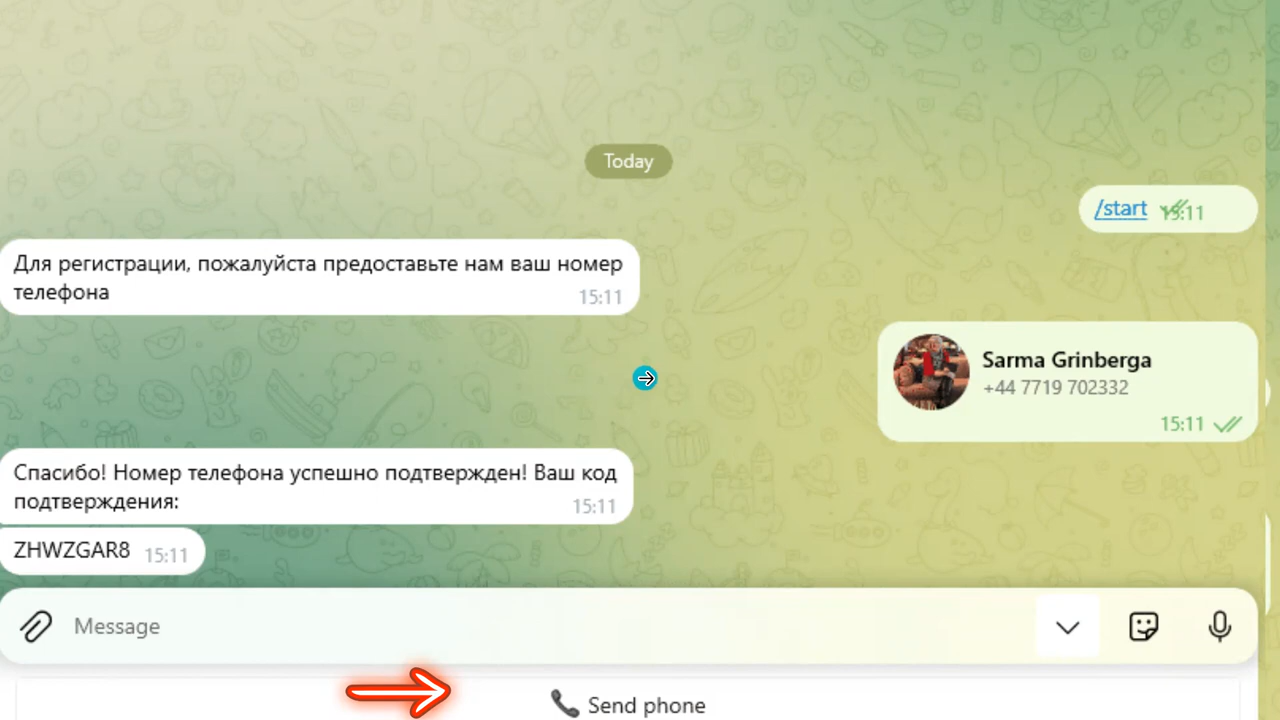 Today
/start 15:11
Для регистрации, пожалуйста предоставьте нам ваш номер
телефона 15:11
Sarma Grinberga
+44 7719 702332
15:11
Спасибо! Номер телефона успешно подтвержден! Ваш код
подтверждения: 15:11
ZHWZGAR8 15:11
Message
Send phone